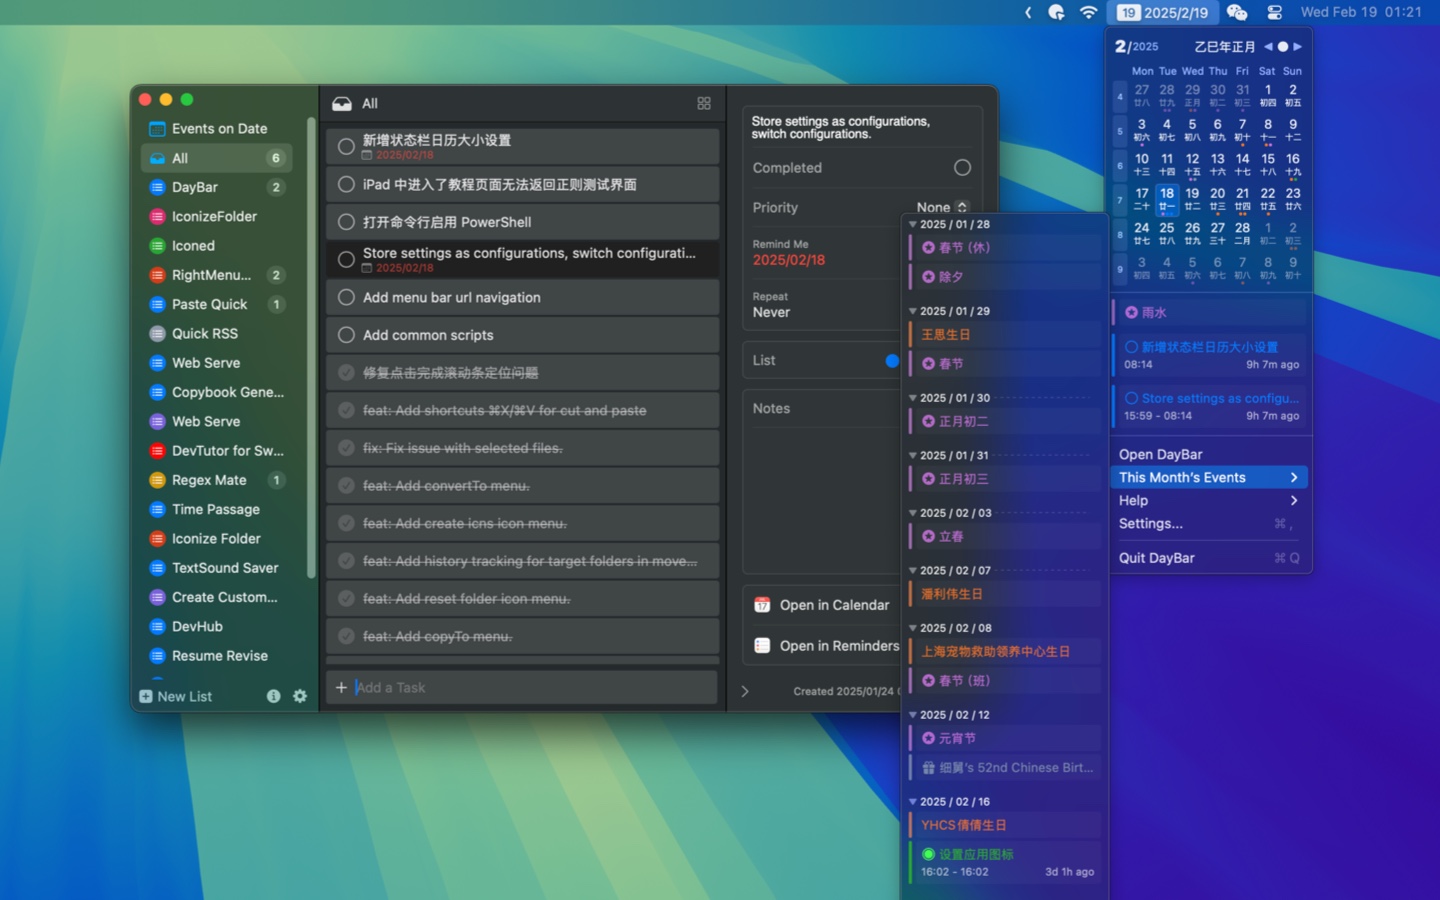 19 2025/2/19
Wed Feb 19 01:21
Events on Date
All 6
DayBar 2
IconizeFolder
Iconed
RightMenu... 2
Paste Quick 1
Quick RSS
Web Serve
Copybook Gene...
Web Serve
DevTutor for Sw...
Regex Mate 1
Time Passage
Iconize Folder
TextSound Saver
Create Custom...
DevHub
Resume Revise
New List
All
新增状态栏日历大小设置
2025/02/18
iPad 中进入了教程页面无法返回正则测试界面
打开命令行启用 PowerShell
Store settings as configurations, switch configurati...
2025/02/18
Add menu bar url navigation
Add common scripts
修复点击完成滚动条定位问题
feat: Add shortcuts ⌘X/⌘V for cut and paste
fix: Fix issue with selected files.
feat: Add convertTo menu.
feat: Add create icns icon menu.
feat: Add history tracking for target folders in move...
feat: Add reset folder icon menu.
feat: Add copyTo menu.
Add a Task
Store settings as configurations,
switch configurations.
Completed
Priority None
Remind Me
2025/02/18
Repeat
Never
List
Notes
17 Open in Calendar
Open in Reminders
Created 2025/01/24
2025 / 01 / 28
春节 (休)
除夕
2025 / 01 / 29
王思生日
春节
2025 / 01 / 30
正月初二
2025 / 01 / 31
正月初三
2025 / 02 / 03
立春
2025 / 02 / 07
潘利伟生日
2025 / 02 / 08
上海宠物救助领养中心生日
春节 (班)
2025 / 02 / 12
元宵节
细舅's 52nd Chinese Birt...
2025 / 02 / 16
YHCS倩倩生日
设置应用图标
16:02 - 16:02 3d 1h ago
2/2025 乙巳年正月
Mon Tue Wed Thu Fri Sat Sun
4 27 28 29 30 31 1 2
廿八 廿九 正月 初二 初三 初四 初五
5 3 4 5 6 7 8 9
初六 初七 初八 初九 初十 十一 十二
6 10 11 12 13 14 15 16
十三 十四 十五 十六 十七 十八 十九
7 17 18 19 20 21 22 23
二十 廿一 廿二 廿三 廿四 廿五 廿六
8 24 25 26 27 28 1 2
廿七 廿八 廿九 三十 二月 初二 初三
9 3 4 5 6 7 8 9
初四 初五 初六 初七 初八 初九 初十
雨水
新增状态栏日历大小设置
08:14 9h 7m ago
Store settings as configu...
15:59 - 08:14 9h 7m ago
Open DayBar
This Month's Events
Help
Settings... ⌘ ,
Quit DayBar ⌘ Q